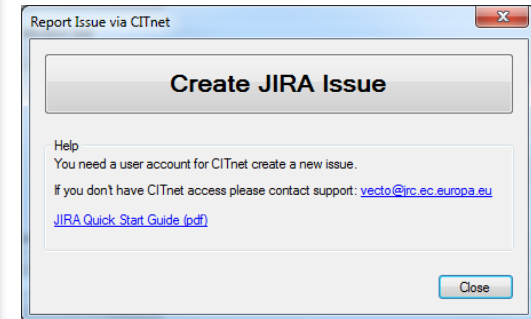 Report Issue via CITnet
Create JIRA Issue
Help
You need a user account for CITnet create a new issue.
If you don't have CITnet access please contact support: vecto@jrc.ec.europa.eu
JIRA Quick Start Guide (pdf)
Close